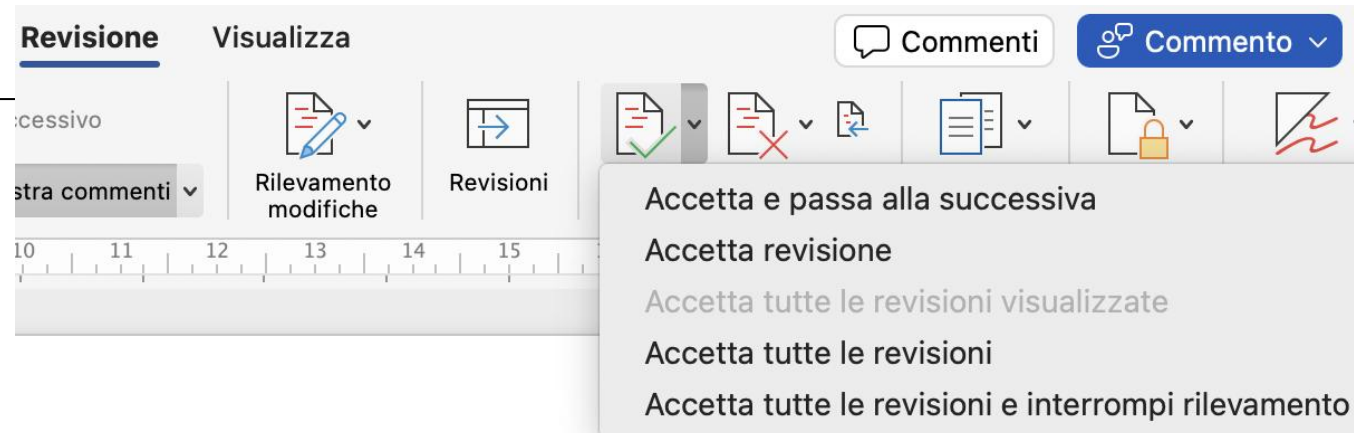 Revisione Visualizza Commenti Commento
ccessivo
stra commenti
Rilevamento
modifiche
Revisioni
10 11 12 13 14 15
Accetta e passa alla successiva
Accetta revisione
Accetta tutte le revisioni visualizzate
Accetta tutte le revisioni
Accetta tutte le revisioni e interrompi rilevamento